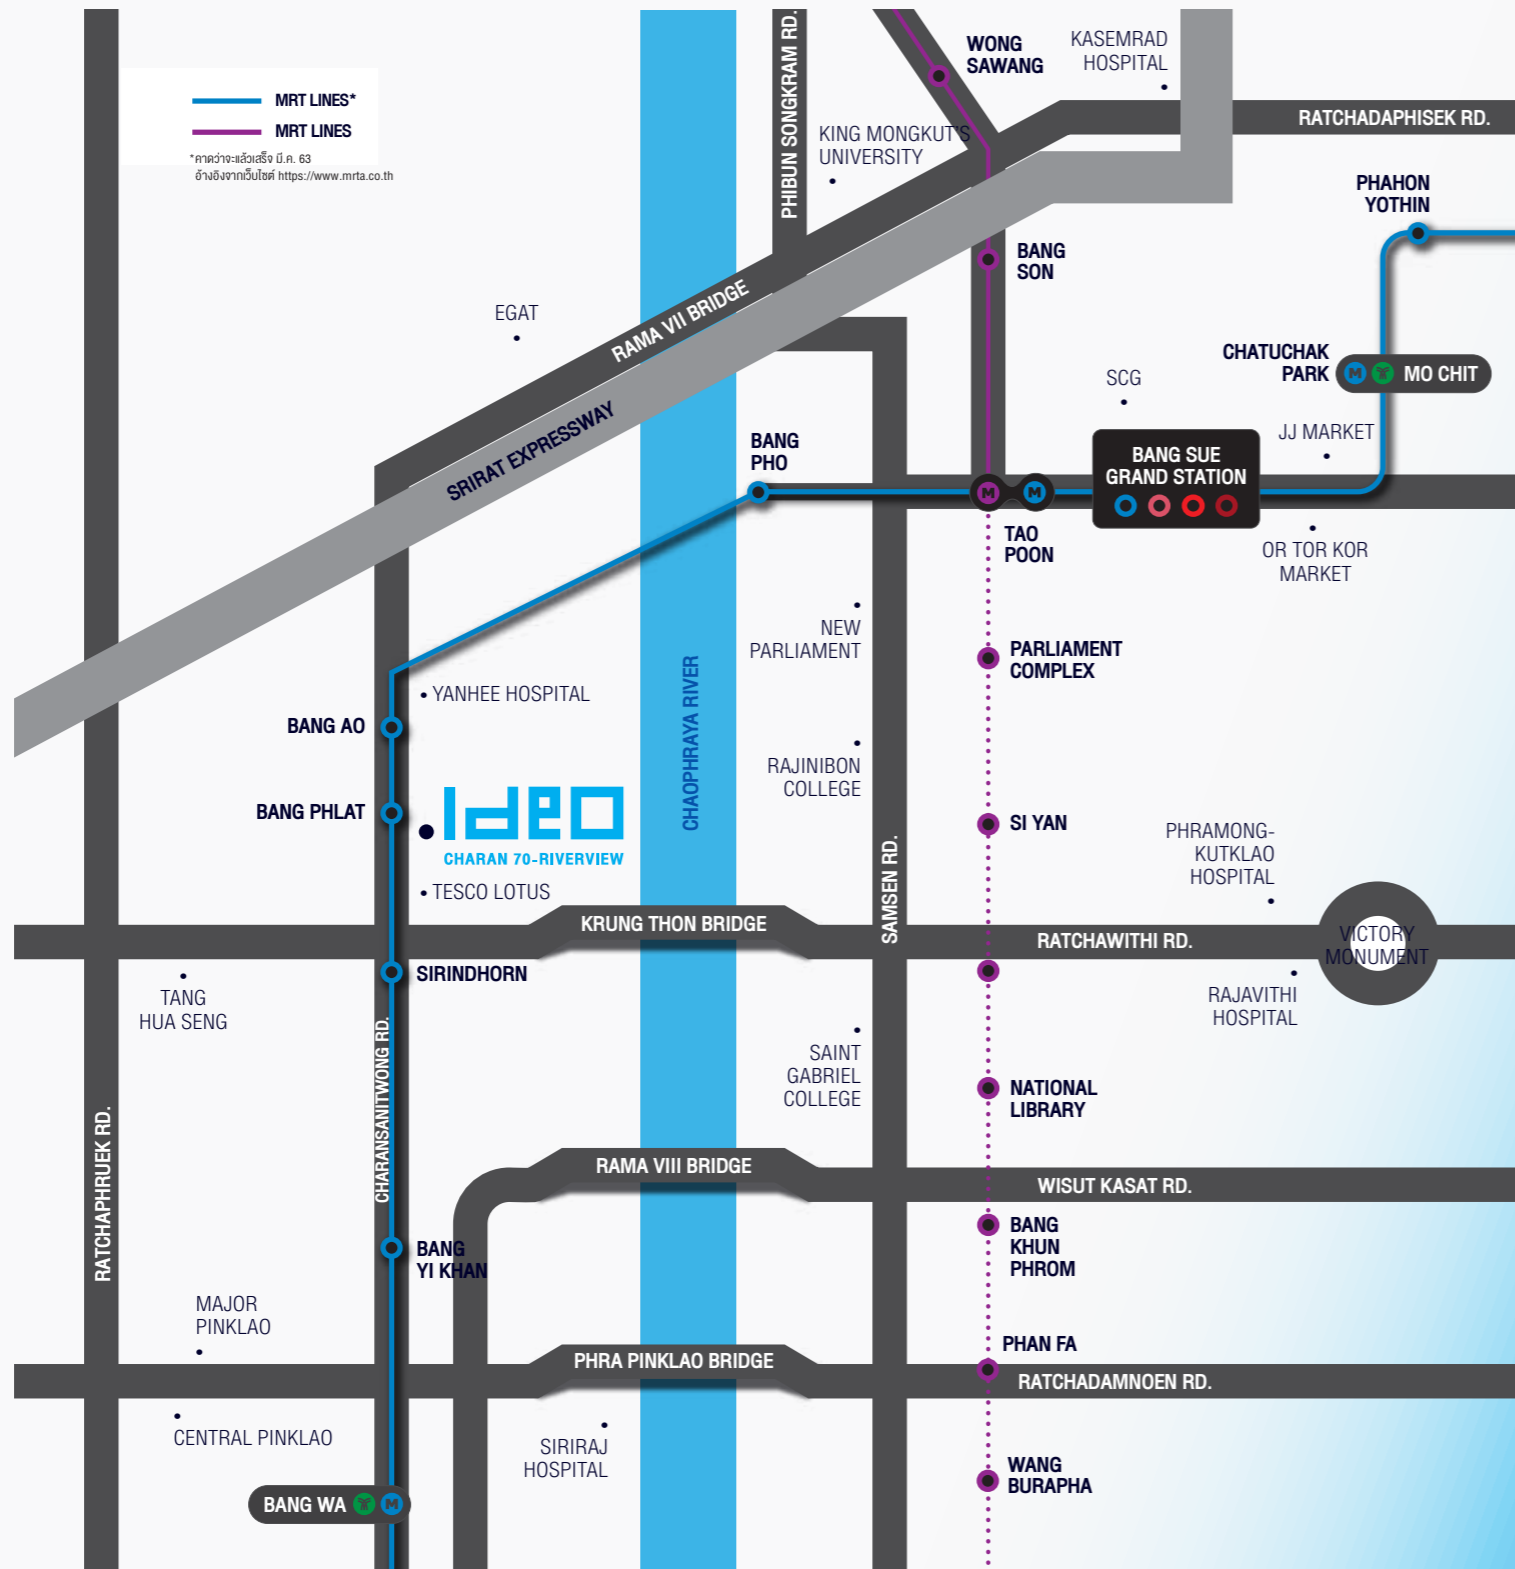 MRT LINES*
MRT LINES
*คาดว่าจะแล้วเสร็จ มี.ค. 63
อ้างอิงจากเว็บไซต์ https://www.mrta.co.th
PHIBUN SONGKRAM RD.
WONG
SAWANG
KASEMRAD
HOSPITAL
RATCHADAPHISEK RD.
KING MONGKUT'S
UNIVERSITY
PHAHON
YOTHIN
BANG
SON
EGAT
RAMA VII BRIDGE
SRIRAT EXPRESSWAY
CHATUCHAK
PARK
M
MO CHIT
SCG
JJ MARKET
BANG
PHO
BANG SUE
GRAND STATION
M
M
TAO
POON
OR TOR KOR
MARKET
NEW
PARLIAMENT
PARLIAMENT
COMPLEX
YANHEE HOSPITAL
BANG AO
CHAOPHRAYA RIVER
RAJINIBON
COLLEGE
BANG PHLAT
Ideo
CHARAN 70-RIVERVIEW
SI YAN
PHRAMONG-
KUTKLAO
HOSPITAL
TESCO LOTUS
SAMSEN RD.
KRUNG THON BRIDGE
RATCHAWITHI RD.
VICTORY
MONUMENT
SIRINDHORN
TANG
HUA SENG
RAJAVITHI
HOSPITAL
CHARANSANITWONG RD.
SAINT
GABRIEL
COLLEGE
NATIONAL
LIBRARY
RATCHAPHRUEK RD.
RAMA VIII BRIDGE
WISUT KASAT RD.
BANG
YI KHAN
BANG
KHUN
PHROM
MAJOR
PINKLAO
PHRA PINKLAO BRIDGE
PHAN FA
RATCHADAMNOEN RD.
CENTRAL PINKLAO
SIRIRAJ
HOSPITAL
WANG
BURAPHA
BANG WA
M